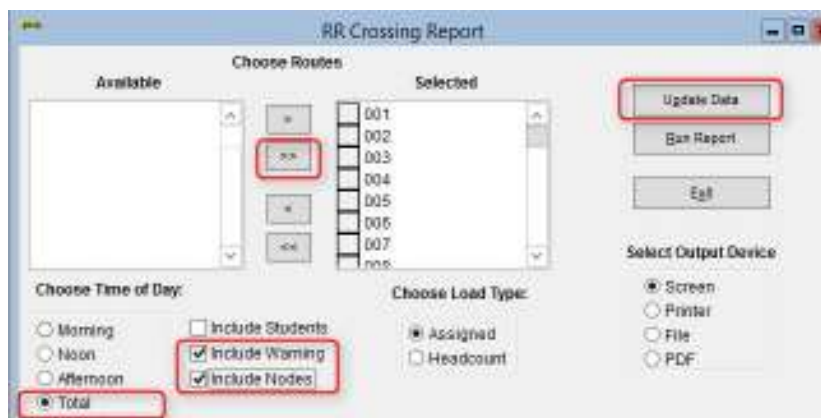 RR Crossing Report
Choose Routes
Available
Selected
>
>>
<
<<
001
002
003
004
005
006
007
008
Update Data
Run Report
Exit
Select Output Device
Screen
Printer
File
PDF
Choose Time of Day:
Morning
Noon
Afternoon
Total
Include Students
Include Warning
Include Nodes
Choose Load Type:
Assigned
Headcount